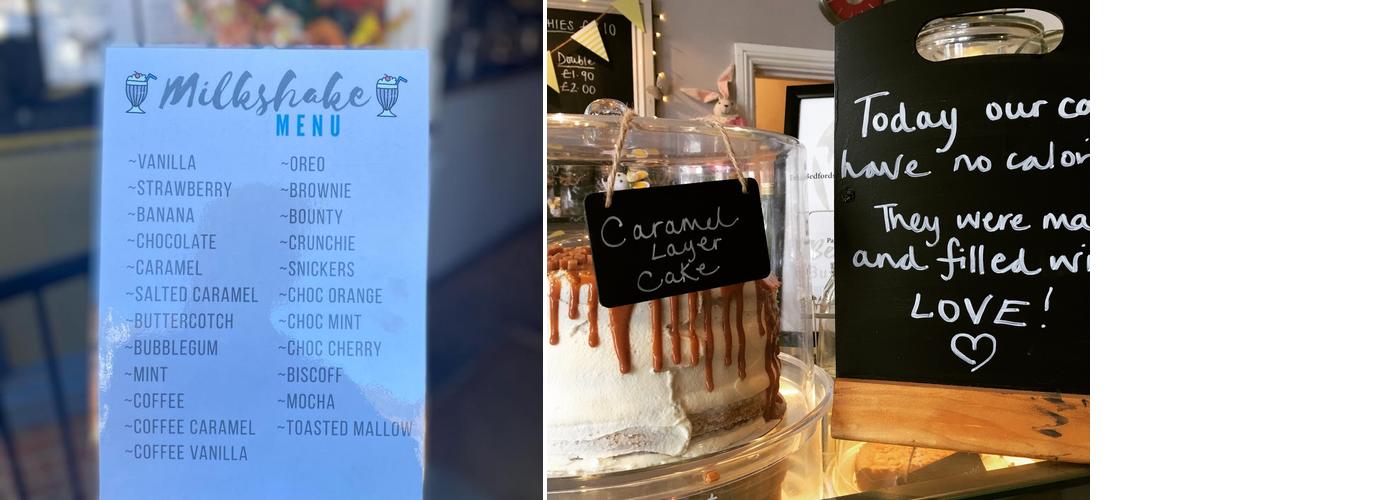 Milkshake
MENU
~VANILLA
~STRAWBERRY
~BANANA
~CHOCOLATE
~CARAMEL
~SALTED CARAMEL
~BUTTERCOTCH
~BUBBLEGUM
~MINT
~COFFEE
~COFFEE CARAMEL
~COFFEE VANILLA
~OREO
~BROWNIE
~BOUNTY
~CRUNCHIE
~SNICKERS
~CHOC ORANGE
~CHOC MINT
~CHOC CHERRY
~BISCOFF
~MOCHA
~TOASTED MALLOW
Double
£1.90
£2.00
Caramel
Layer
Cake
Today our
have no
They were
and filled
LOVE!